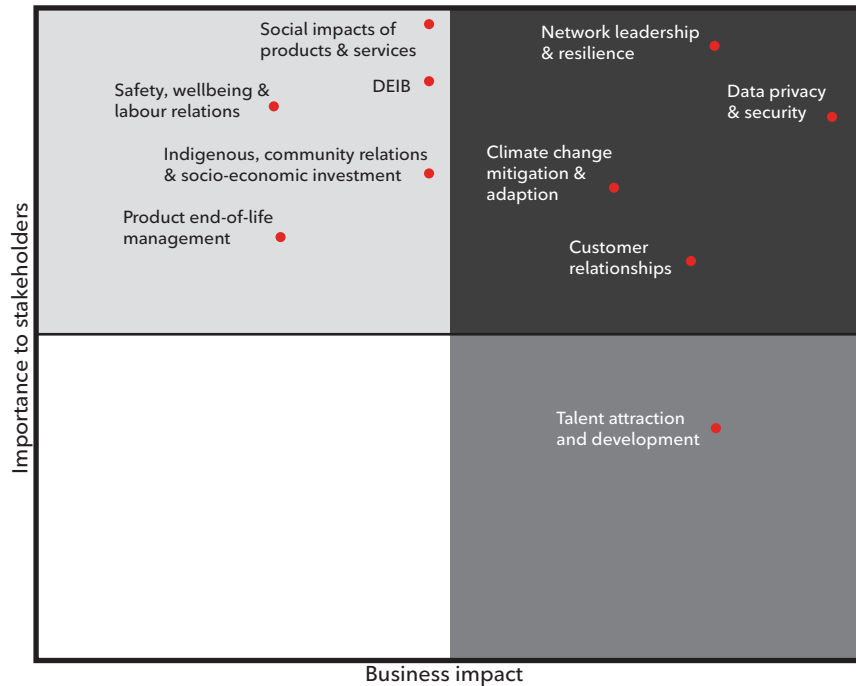 Social impacts of
products & services
Network leadership
& resilience
DEIB
Safety, wellbeing &
labour relations
Data privacy
& security
Indigenous, community relations
& socio-economic investment
Climate change
mitigation &
adaption
Product end-of-life
management
Customer
relationships
Importance to stakeholders
Talent attraction
and development
Business impact